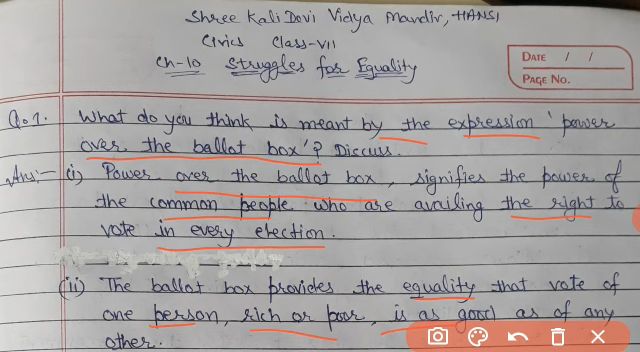 Shree Kali Devi Vidya Mandir, HANSI
Civics Class-VII
Ch-10 Struggles for Equality
DATE / /
PAGE NO.
Q.1. What do you think is meant by the expression 'power
over the ballot box'? Discuss.
Ans:- (i) Power over the ballot box, signifies the power of
the common people who are availing the right to
vote in every election.
(ii) The ballot box provides the equality that vote of
one person, rich or poor, is as good as of any
other.